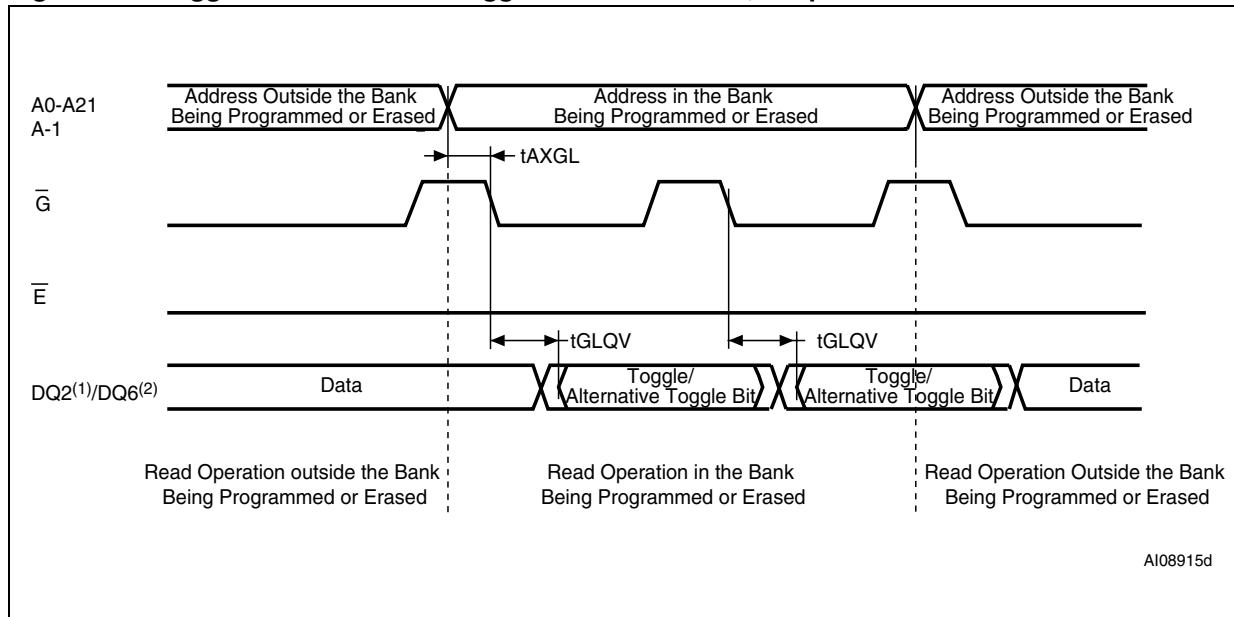 A0-A21
A-1
Address Outside the Bank
Being Programmed or Erased
Address in the Bank
Being Programmed or Erased
Address Outside the Bank
Being Programmed or Erased
tAXGL
G
E
tGLQV
tGLQV
DQ2(1)/DQ6(2)
Data
Toggle/
Alternative Toggle Bit
Toggle/
Alternative Toggle Bit
Data
Read Operation outside the Bank
Being Programmed or Erased
Read Operation in the Bank
Being Programmed or Erased
Read Operation Outside the Bank
Being Programmed or Erased
AI08915d